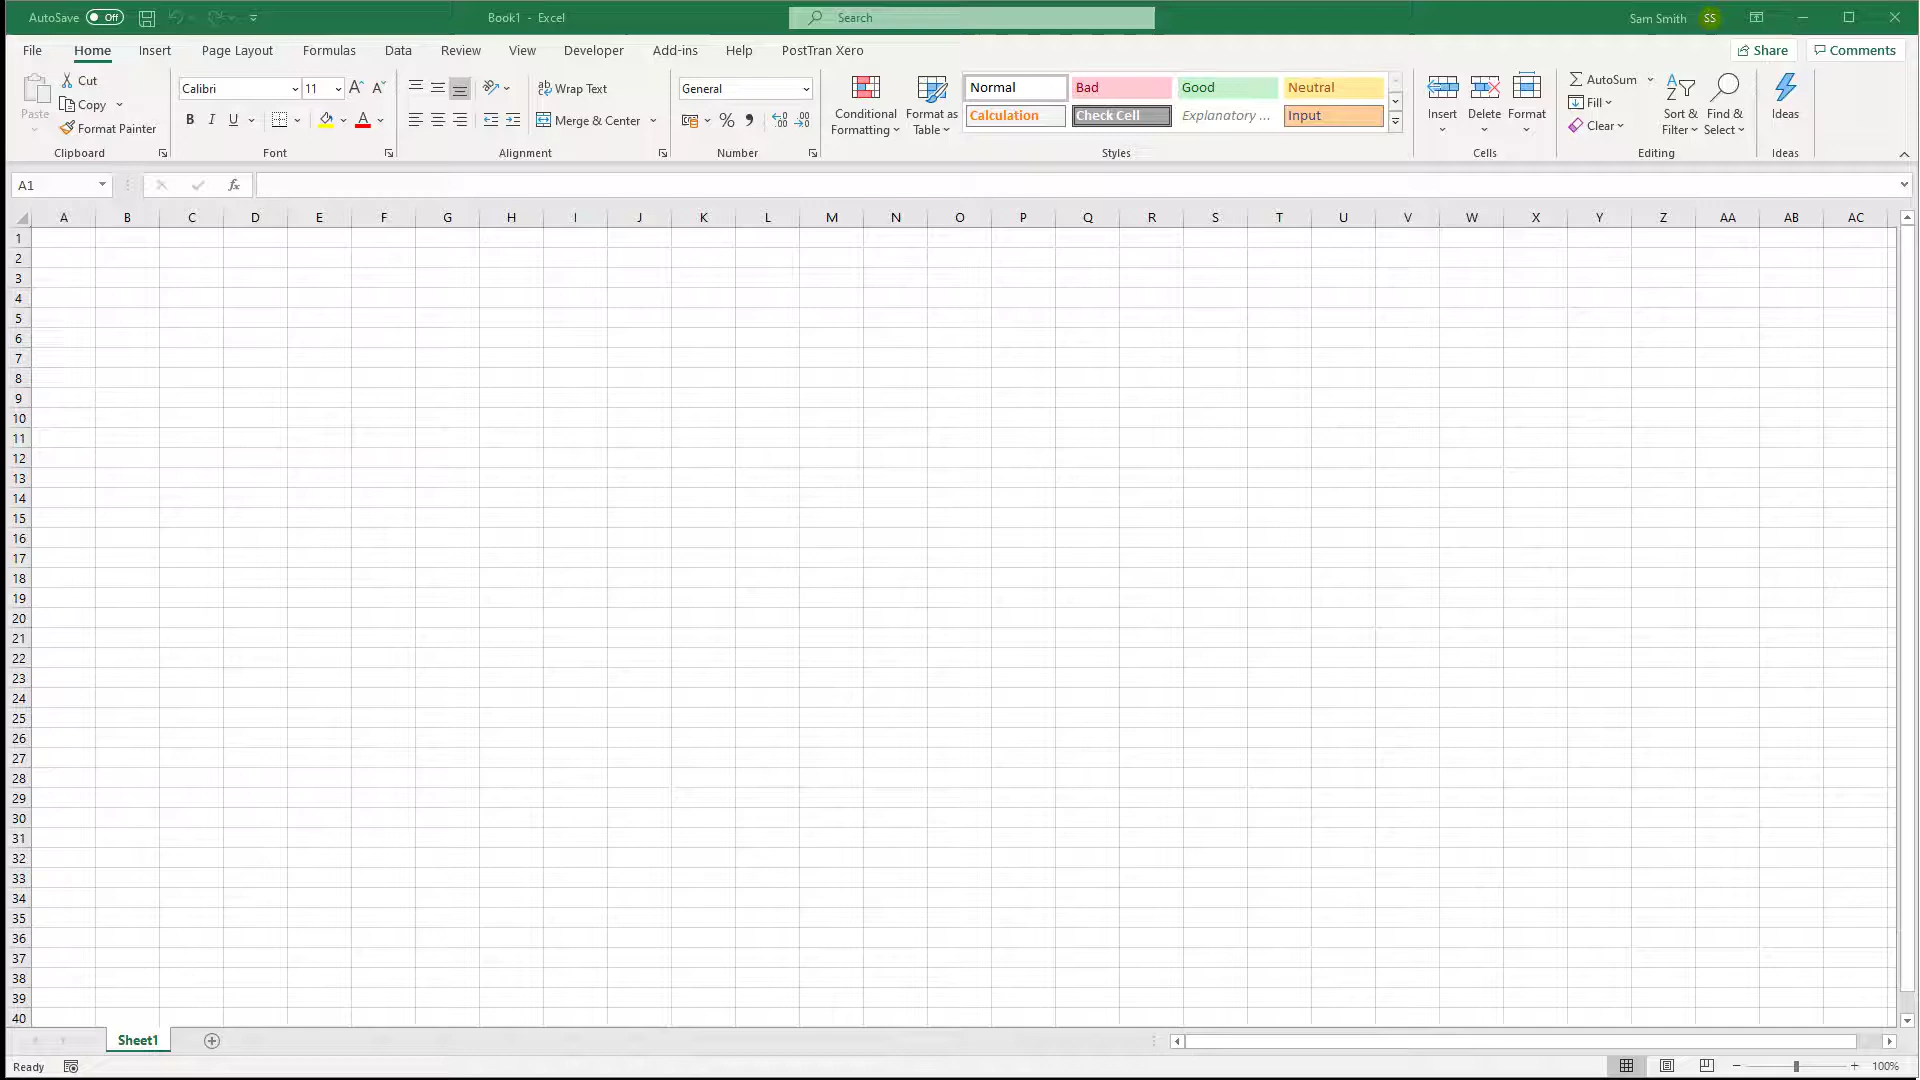 AutoSave Off
Book1 - Excel
Search
Sam Smith SS
File Home Insert Page Layout Formulas Data Review View Developer Add-ins Help PostTran Xero
Share Comments
Paste
Cut
Copy
Format Painter
Clipboard
Calibri 11
B I U
Font
Wrap Text
Merge & Center
Alignment
General
Number
Conditional
Formatting
Format as
Table
Normal Bad Good Neutral
Calculation Check Cell Explanatory ... Input
Styles
Insert Delete Format
Cells
AutoSum
Fill
Clear
Sort &
Filter
Find &
Select
Editing
Ideas
Ideas
A1
fx
A B C D E F G H I J K L M N O P Q R S T U V W X Y Z AA AB AC
1
2
3
4
5
6
7
8
9
10
11
12
13
14
15
16
17
18
19
20
21
22
23
24
25
26
27
28
29
30
31
32
33
34
35
36
37
38
39
40
Sheet1
Ready
100%